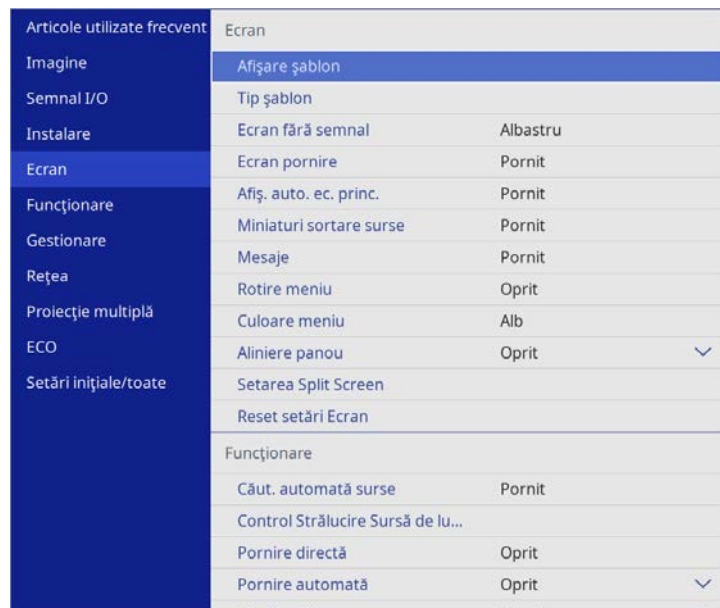 Articole utilizate frecvent
Imagine
Semnal I/O
Instalare
Ecran
Funcţionare
Gestionare
Reţea
Proiecţie multiplă
ECO
Setări iniţiale/toate
Ecran
Afişare şablon
Tip şablon
Ecran fără semnal Albastru
Ecran pornire Pornit
Afiş. auto. ec. princ. Pornit
Miniaturi sortare surse Pornit
Mesaje Pornit
Rotire meniu Oprit
Culoare meniu Alb
Aliniere panou Oprit
Setarea Split Screen
Reset setări Ecran
Funcţionare
Căut. automată surse Pornit
Control Strălucire Sursă de lu...
Pornire directă Oprit
Pornire automată Oprit